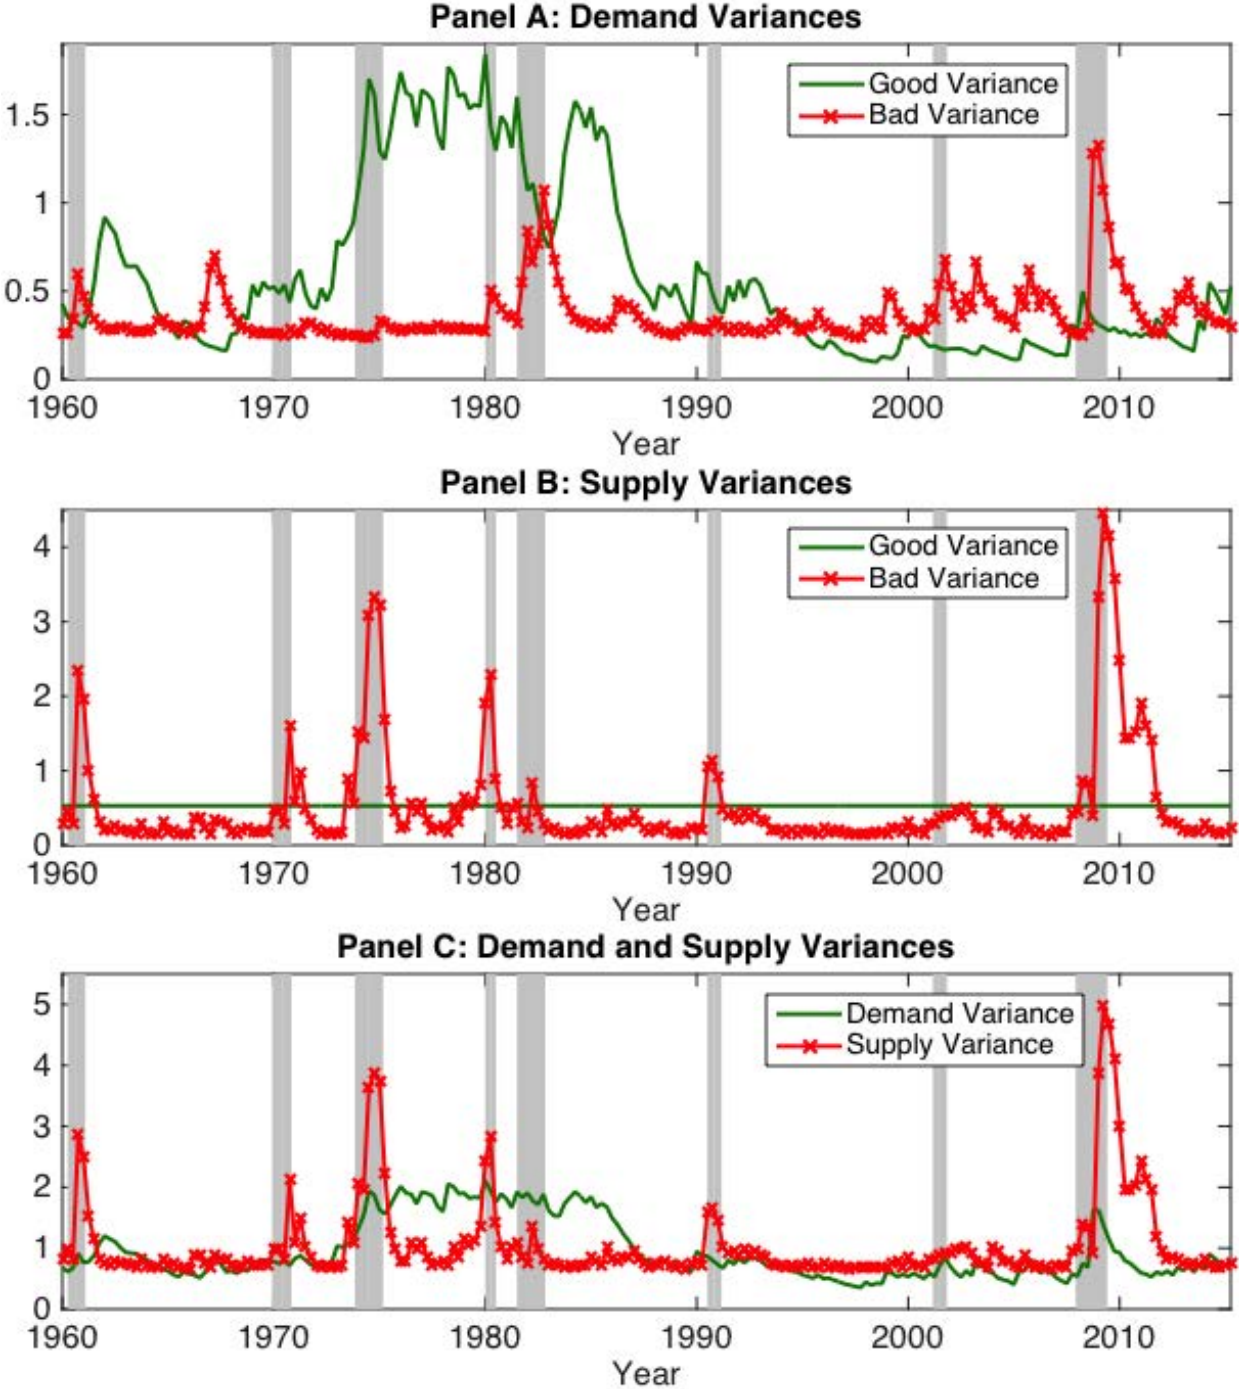 Panel A: Demand Variances
Good Variance
Bad Variance
1.5
1
0.5
0
1960 1970 1980 1990 2000 2010
Year
Panel B: Supply Variances
Good Variance
Bad Variance
4
3
2
1
0
1960 1970 1980 1990 2000 2010
Year
Panel C: Demand and Supply Variances
Demand Variance
Supply Variance
5
4
3
2
1
0
1960 1970 1980 1990 2000 2010
Year